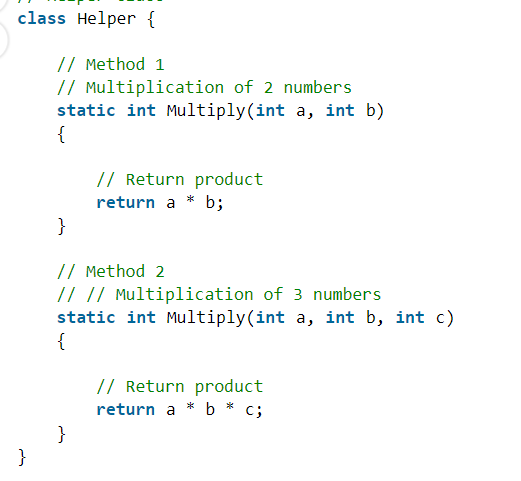 class Helper {
// Method 1
// Multiplication of 2 numbers
static int Multiply(int a, int b)
{
// Return product
return a * b;
}
// Method 2
// // Multiplication of 3 numbers
static int Multiply(int a, int b, int c)
{
// Return product
return a * b * c;
}
}